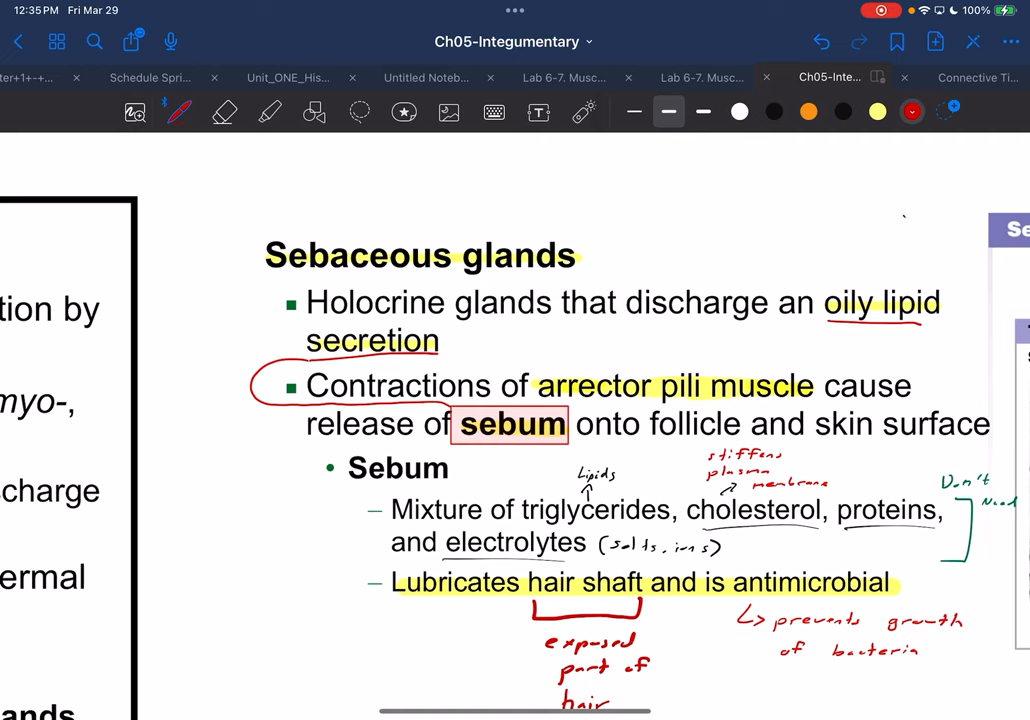 12:35 PM Fri Mar 29
100%
Ch05-Integumentary
ter+1+-+...
Schedule Spri...
Unit_ONE_His...
Untitled Noteb...
Lab 6-7. Musc...
Lab 6-7. Musc...
Ch05-Inte...
Connective Ti...
tion by
myo-,
scharge
ermal
ands
Sebaceous glands
Holocrine glands that discharge an oily lipid
secretion
Contractions of arrector pili muscle cause
release of sebum onto follicle and skin surface
stiffens
plasma
membrane
• Sebum
Lipids
Don't
Need
– Mixture of triglycerides, cholesterol, proteins,
and electrolytes (salts, ions)
– Lubricates hair shaft and is antimicrobial
↳ prevents growth
of bacteria
exposed
part of
hair
Se